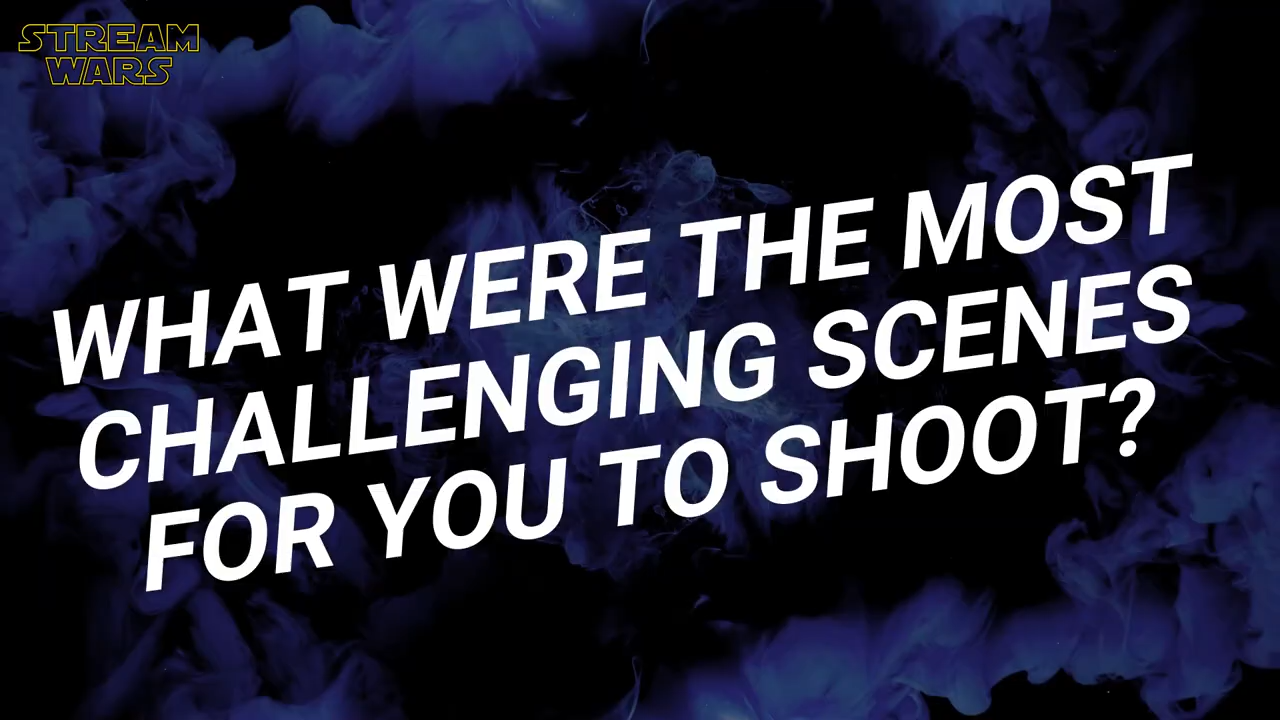 STREAM
WARS
WHAT WERE THE MOST
CHALLENGING SCENES
FOR YOU TO SHOOT?